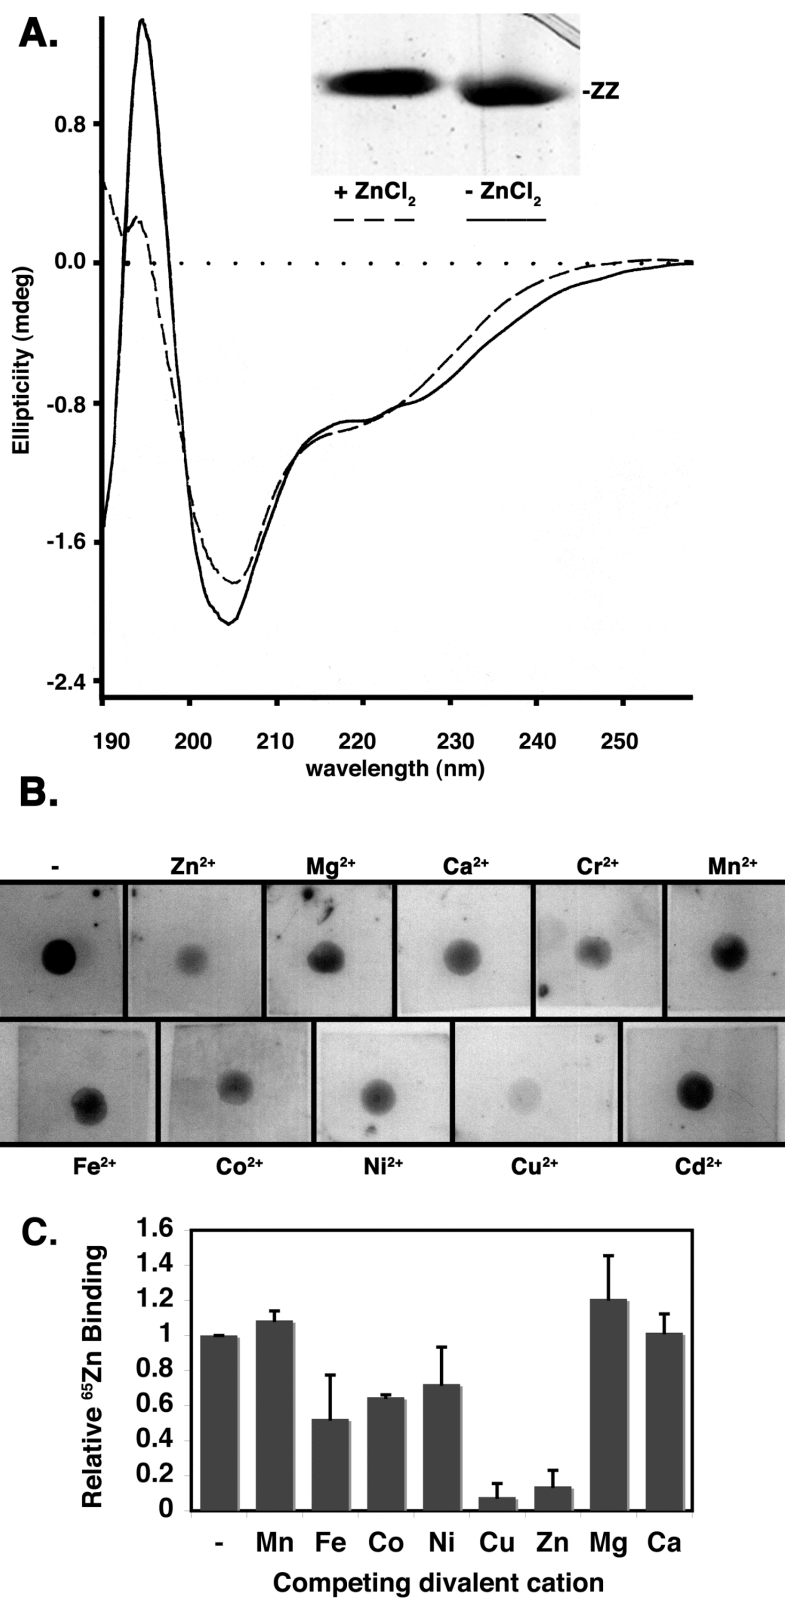 A.
-ZZ
+ ZnCl2 - ZnCl2
0.8
0.0
-0.8
-1.6
-2.4
Ellipticiity (mdeg)
190 200 210 220 230 240 250
wavelength (nm)
B.
- Zn2+ Mg2+ Ca2+ Cr2+ Mn2+
Fe2+ Co2+ Ni2+ Cu2+ Cd2+
C.
1.6
1.4
1.2
1
0.8
0.6
0.4
0.2
0
Relative 65Zn Binding
- Mn Fe Co Ni Cu Zn Mg Ca
Competing divalent cation